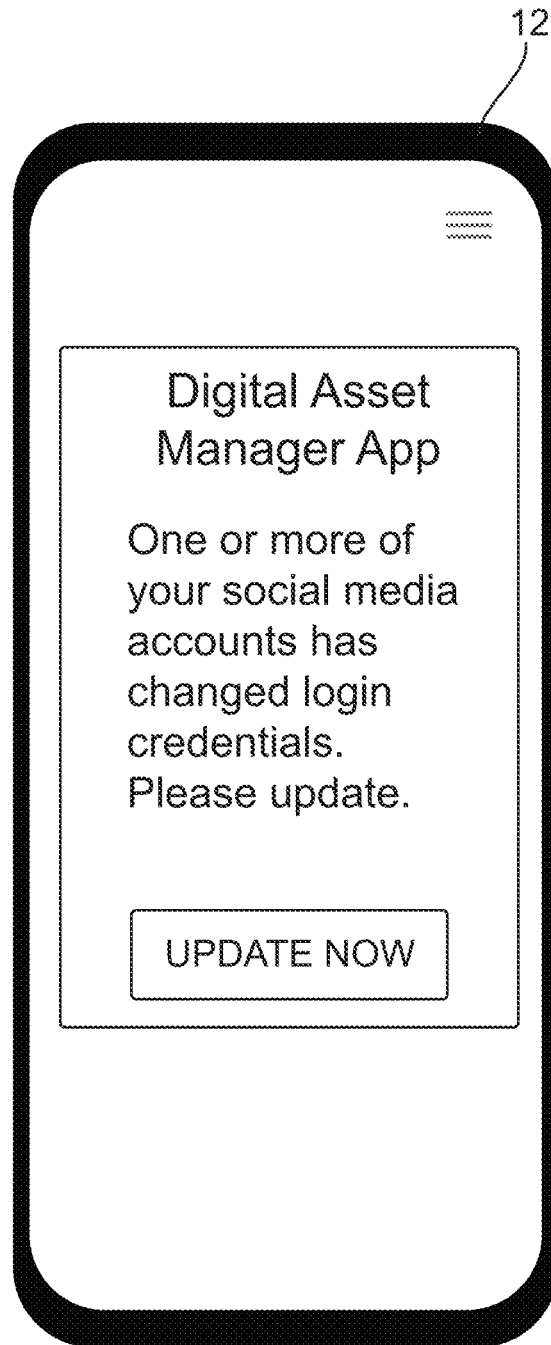 12
Digital Asset
Manager App
One or more of
your social media
accounts has
changed login
credentials.
Please update.
UPDATE NOW